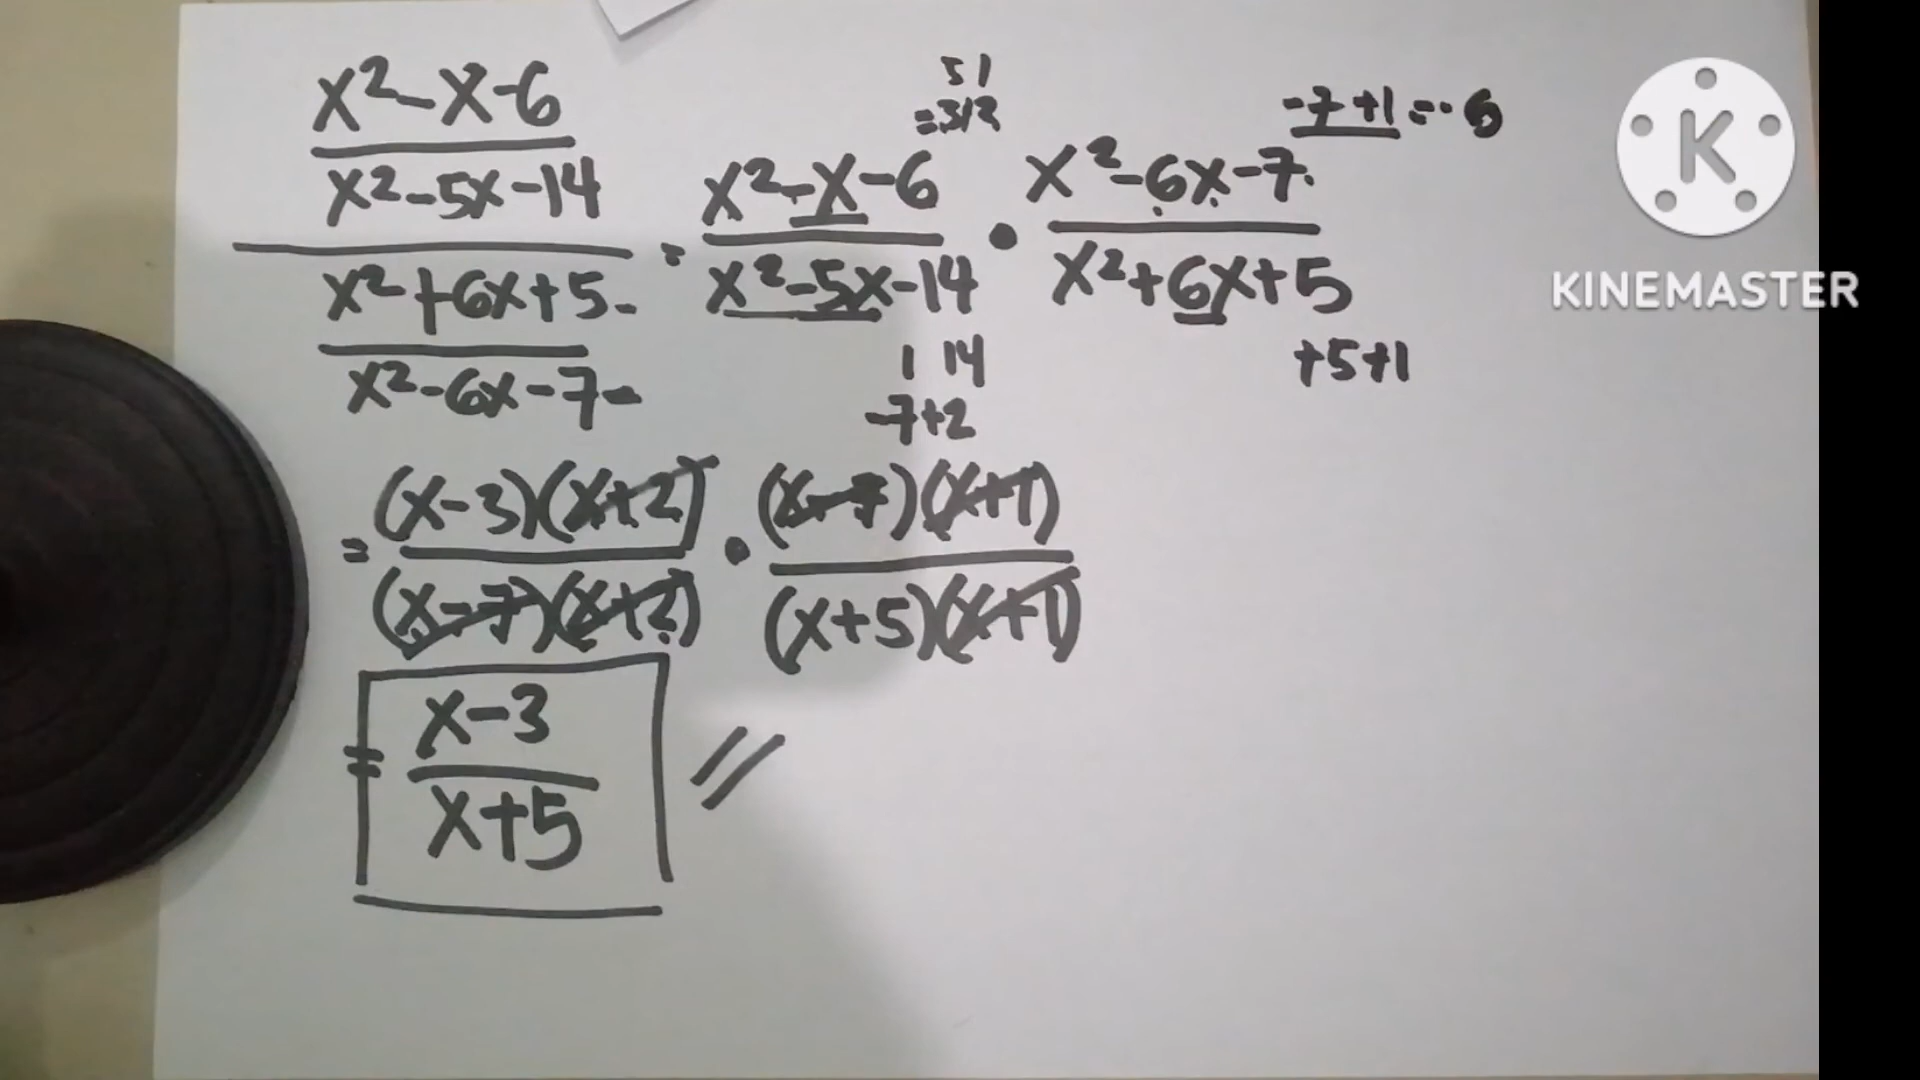 x²-x-6
x²-5x-14
x²+6x+5
x²-6x-7
=
x²-x-6
x²-5x-14
•
x²-6x-7
x²+6x+5
51
-7+1=-6
1 14
-7+2
+5+1
= (x-3)(x+2) • (x-7)(x+1)
(x-7)(x+2) (x+5)(x+1)
= x-3
x+5
K
KINEMASTER